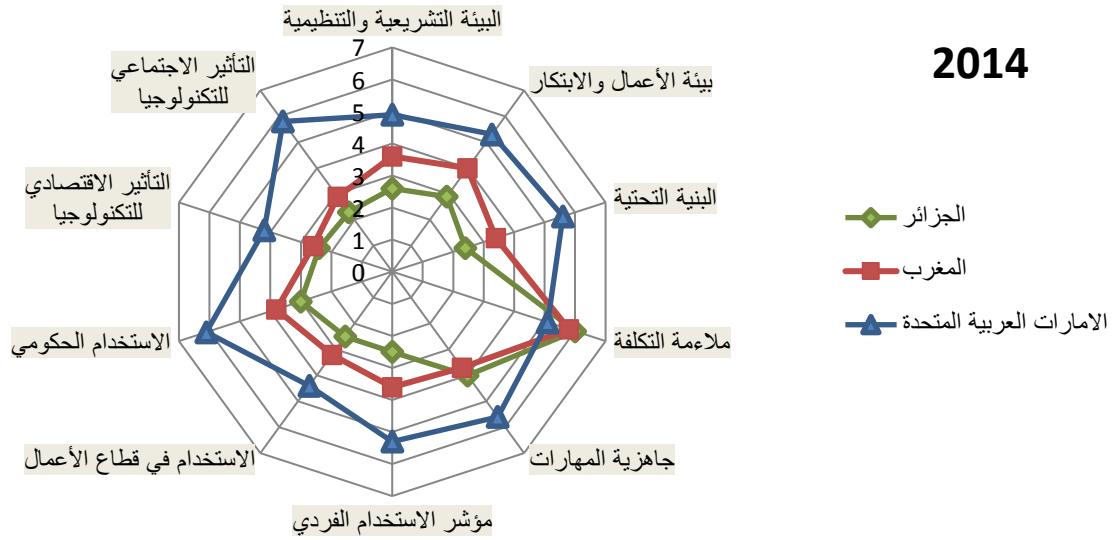 2014
البيئة التشريعية والتنظيمية
بيئة الأعمال والابتكار
البنية التحتية
ملاءمة التكلفة
جاهزية المهارات
مؤشر الاستخدام الفردي
الاستخدام في قطاع الأعمال
الاستخدام الحكومي
التأثير الاقتصادي
للتكنولوجيا
التأثير الاجتماعي
للتكنولوجيا
7
6
5
4
3
2
1
0
الجزائر
المغرب
الامارات العربية المتحدة